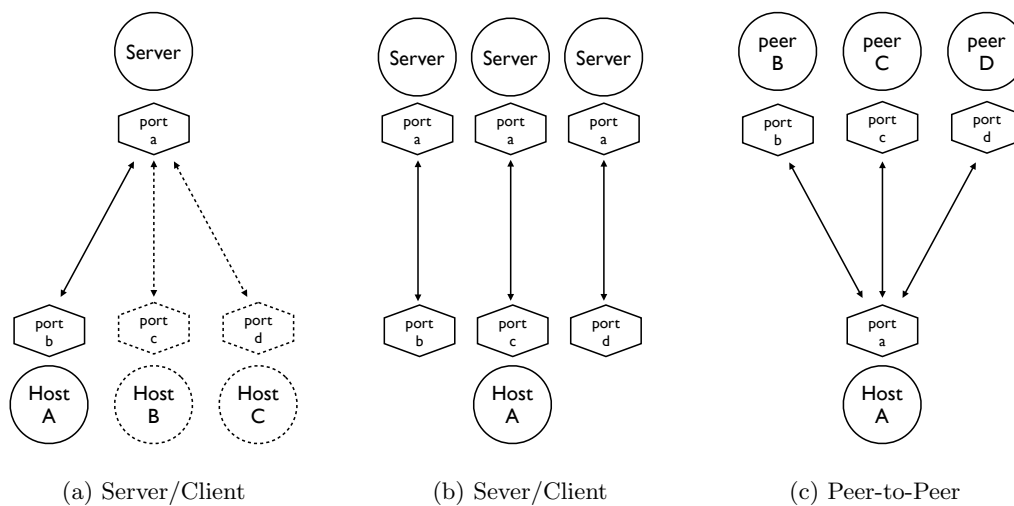 Server
port
a
port
b
port
c
port
d
Host
A
Host
B
Host
C
(a) Server/Client
Server
Server
Server
port
a
port
a
port
a
port
b
port
c
port
d
Host
A
(b) Sever/Client
peer
B
peer
C
peer
D
port
b
port
c
port
d
port
a
Host
A
(c) Peer-to-Peer